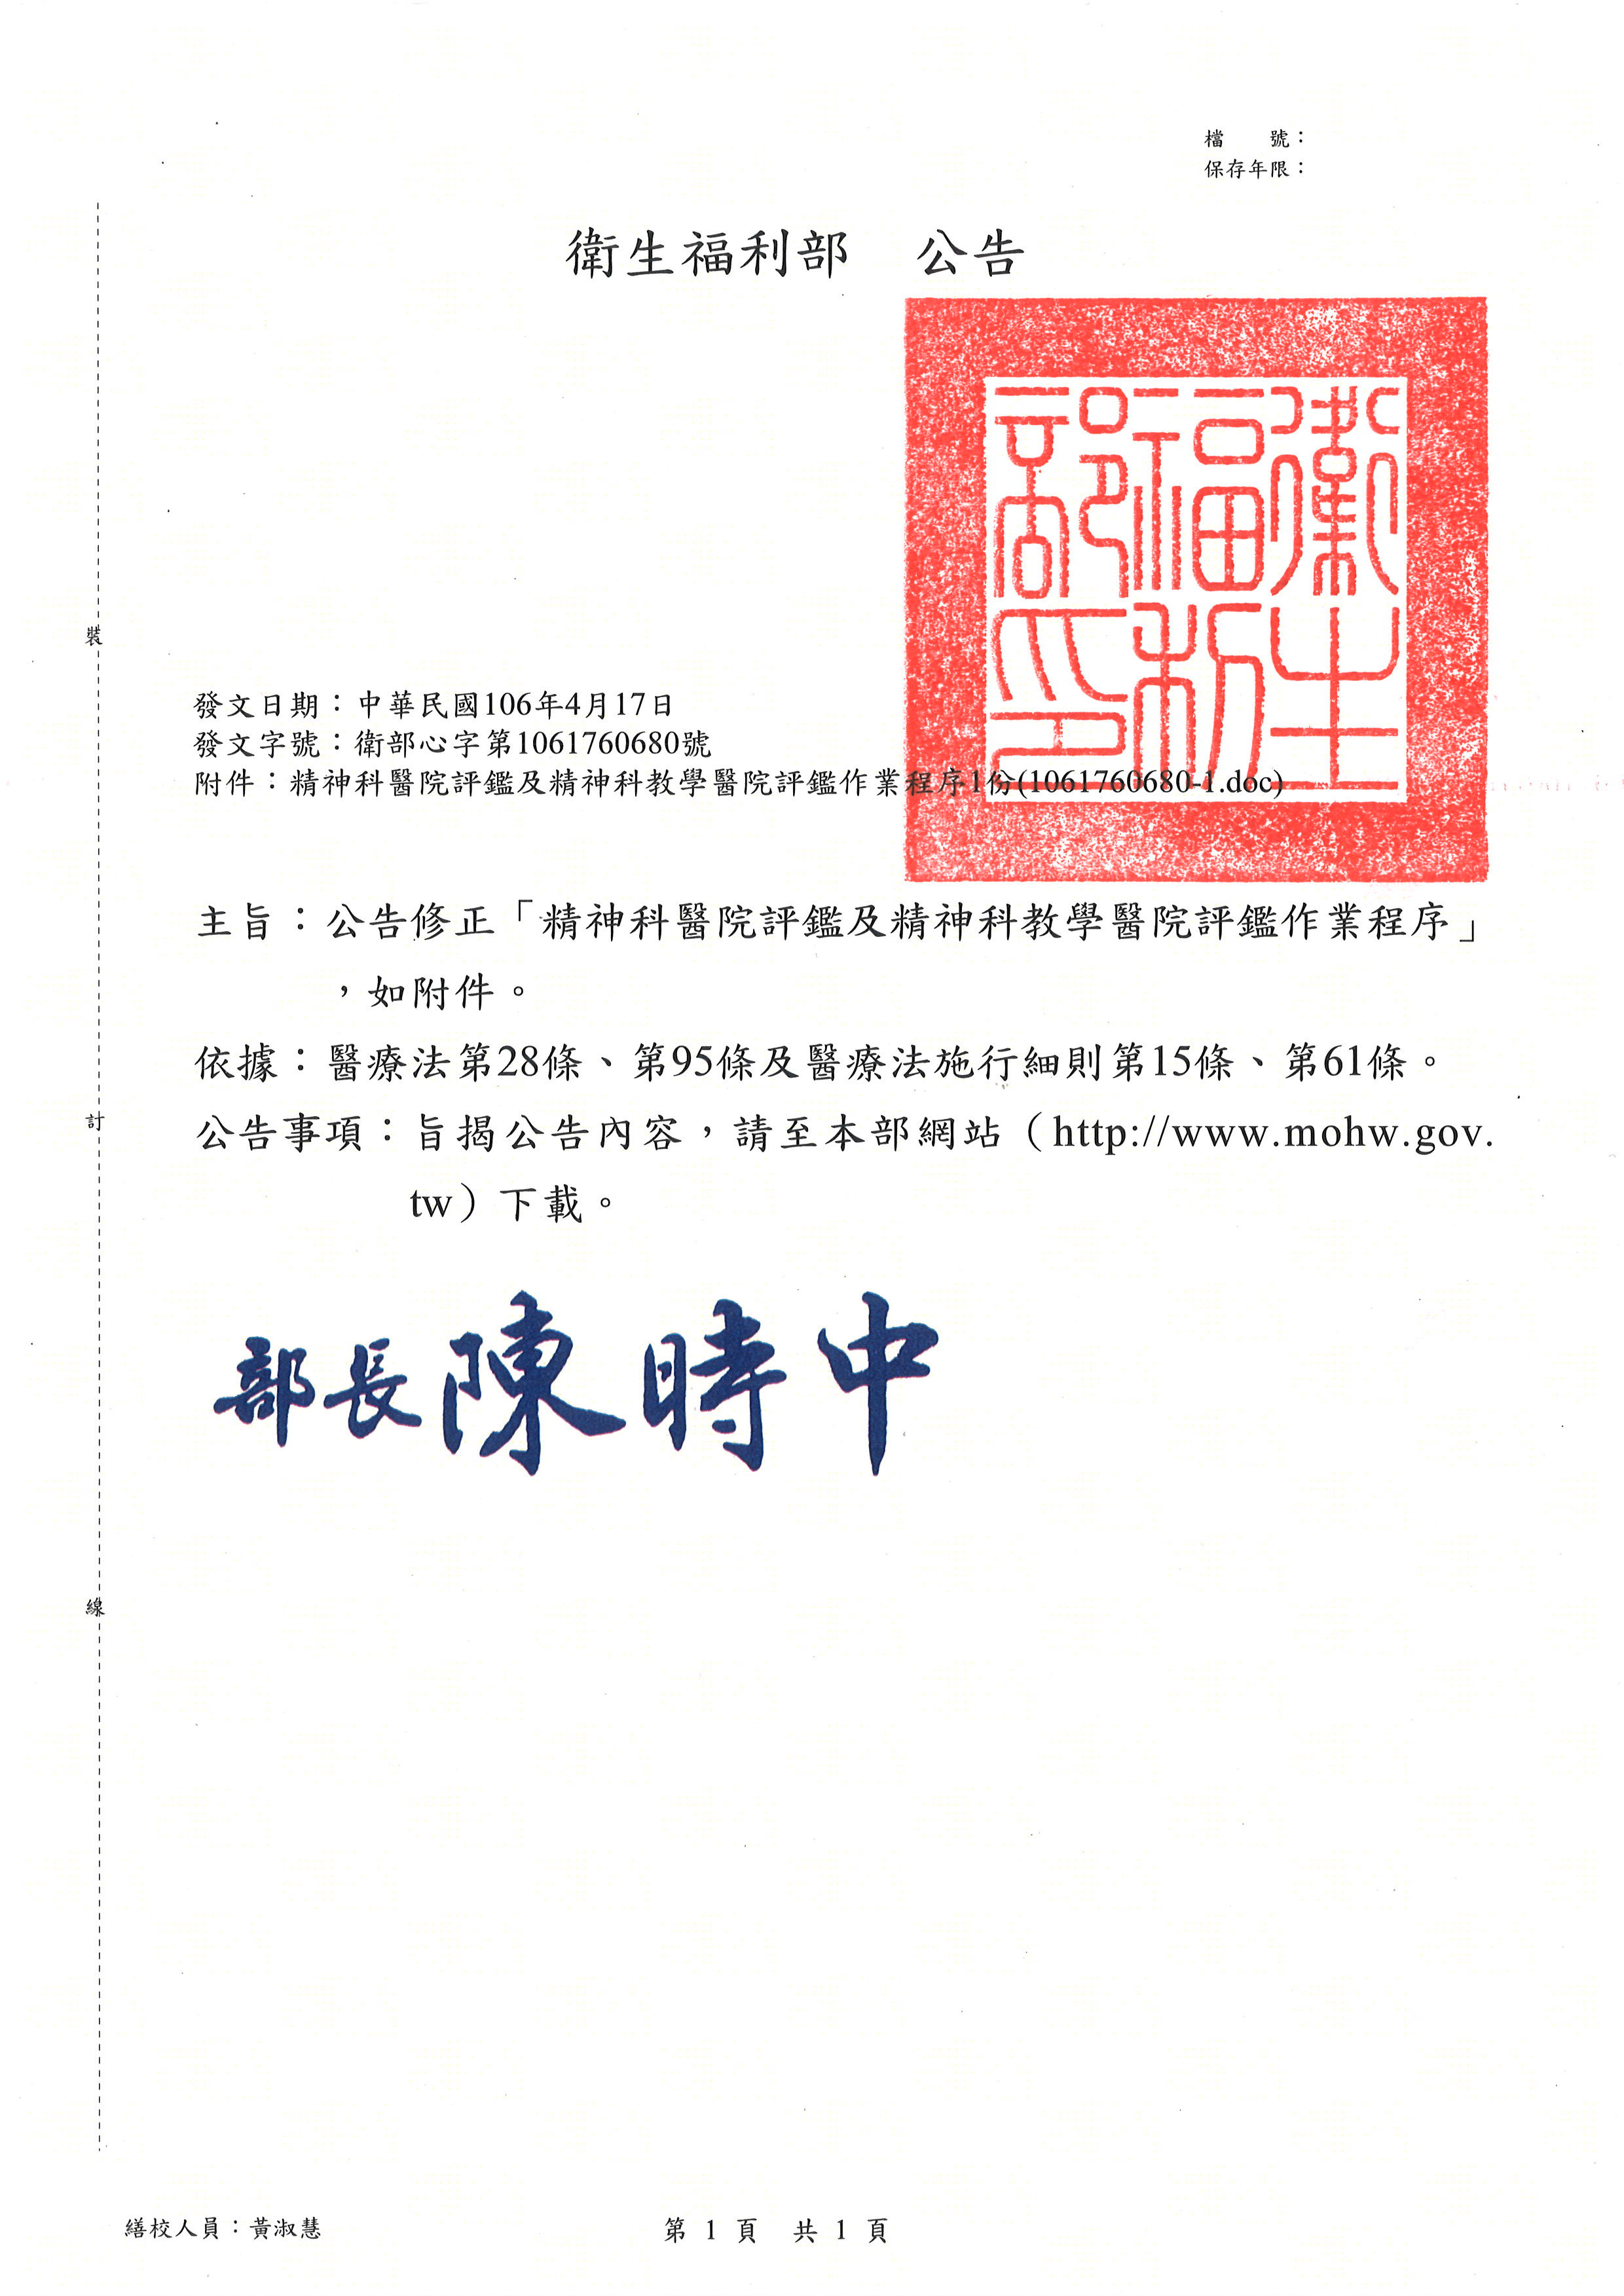 檔　　號：
保存年限：
衛生福利部　公告
衛生福利部印
發文日期：中華民國106年4月17日
發文字號：衛部心字第1061760680號
附件：精神科醫院評鑑及精神科教學醫院評鑑作業程序1份(1061760680-1.doc)
主旨：公告修正「精神科醫院評鑑及精神科教學醫院評鑑作業程序」
，如附件。
依據：醫療法第28條、第95條及醫療法施行細則第15條、第61條。
公告事項：旨揭公告內容，請至本部網站（http://www.mohw.gov.
tw）下載。
部長陳時中
裝
訂
線
繕校人員：黃淑慧
第 1 頁　共 1 頁